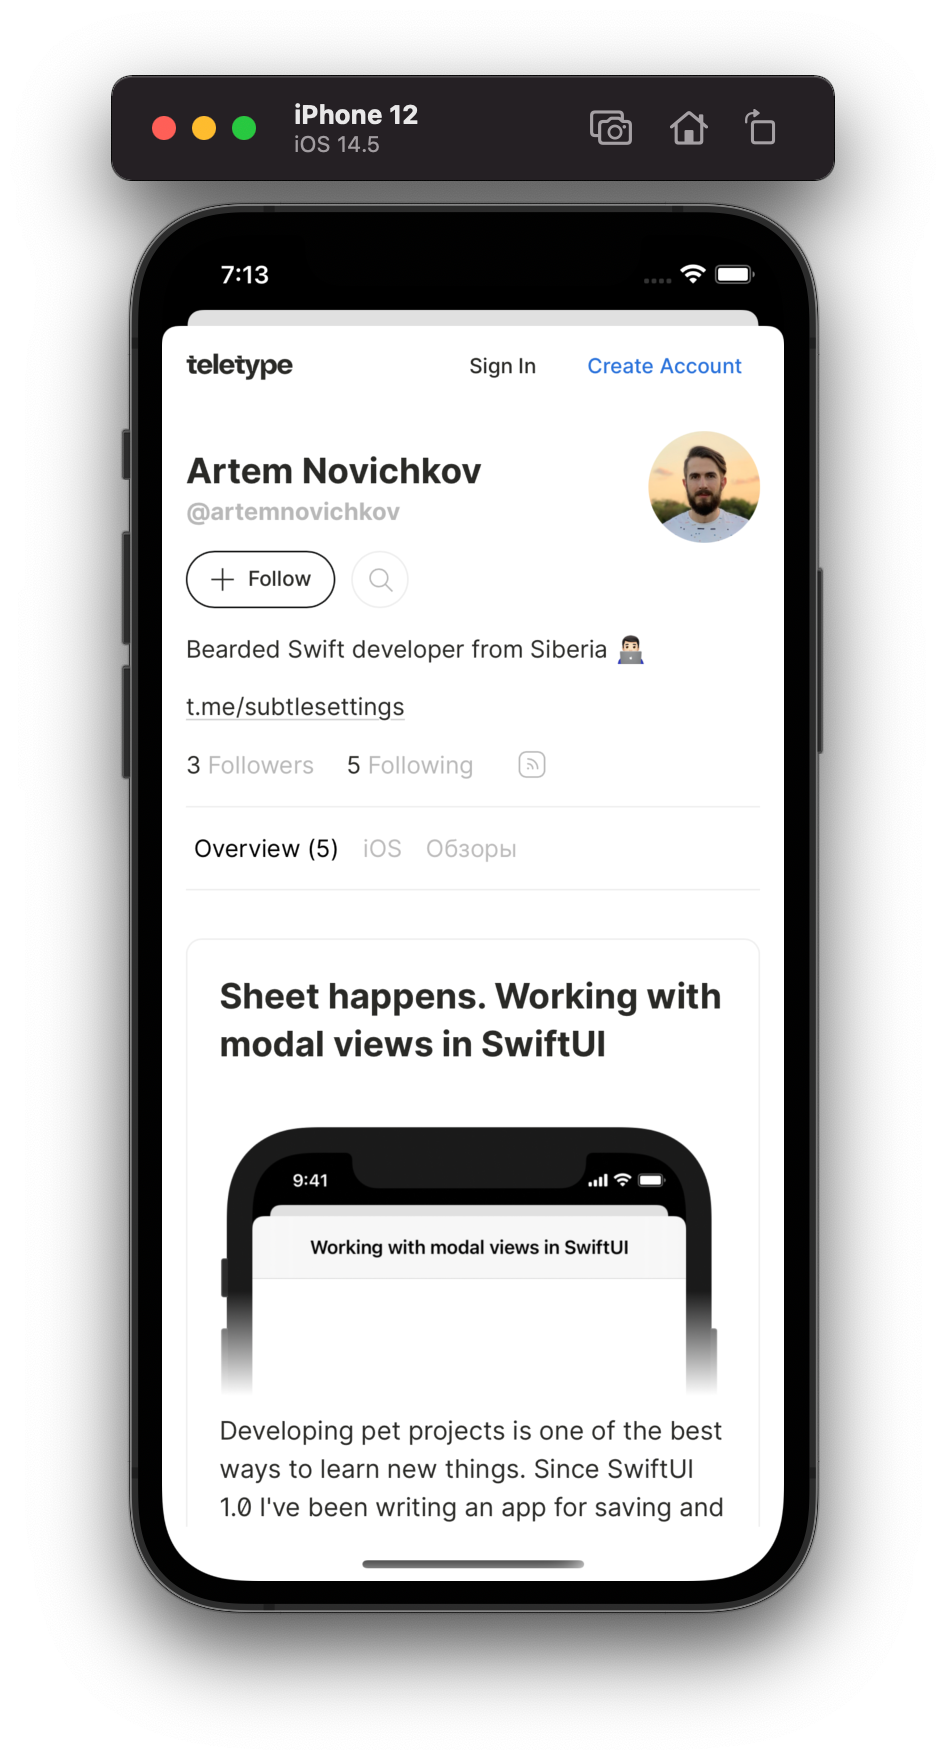 iPhone 12
iOS 14.5
7:13
teletype
Sign In
Create Account
Artem Novichkov
@artemnovichkov
Follow
Bearded Swift developer from Siberia
t.me/subtlesettings
3 Followers 5 Following
Overview (5) iOS Обзоры
Sheet happens. Working with
modal views in SwiftUI
9:41
Working with modal views in SwiftUI
Developing pet projects is one of the best
ways to learn new things. Since SwiftUI
1.0 I've been writing an app for saving and